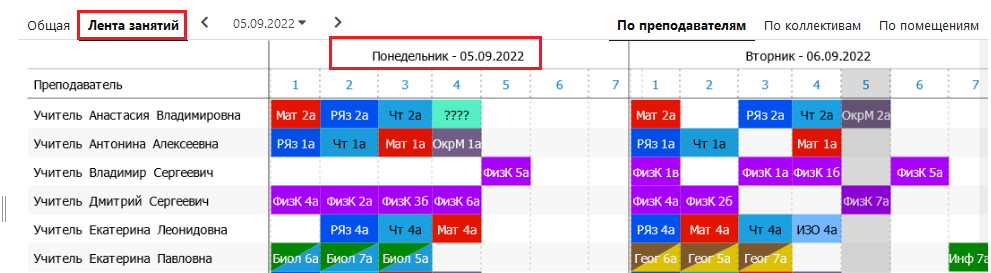 Общая Лента занятий 05.09.2022 По преподавателям По коллективам По помещениям
Понедельник - 05.09.2022 Вторник - 06.09.2022
Преподаватель 1 2 3 4 5 6 7 1 2 3 4 5 6 7
Учитель Анастасия Владимировна Мат 2а РЯз 2а Чт 2а ???? Мат 2а РЯз 2а Чт 2а ОкрМ 2а
Учитель Антонина Алексеевна РЯз 1а Чт 1а Мат 1а ОкрМ 1а РЯз 1а Чт 1а Мат 1а
Учитель Владимир Сергеевич ФизК 5а ФизК 1в ФизК 1а ФизК 1б ФизК 5а
Учитель Дмитрий Сергеевич ФизК 4а ФизК 2а ФизК 3б ФизК 6а ФизК 4а ФизК 2б ФизК 7а
Учитель Екатерина Леонидовна РЯз 4а Чт 4а Мат 4а РЯз 4а Мат 4а Чт 4а ИЗО 4а
Учитель Екатерина Павловна Биол 6а Биол 7а Биол 5а Геог 6а Геог 5а Геог 7а Инф 7а